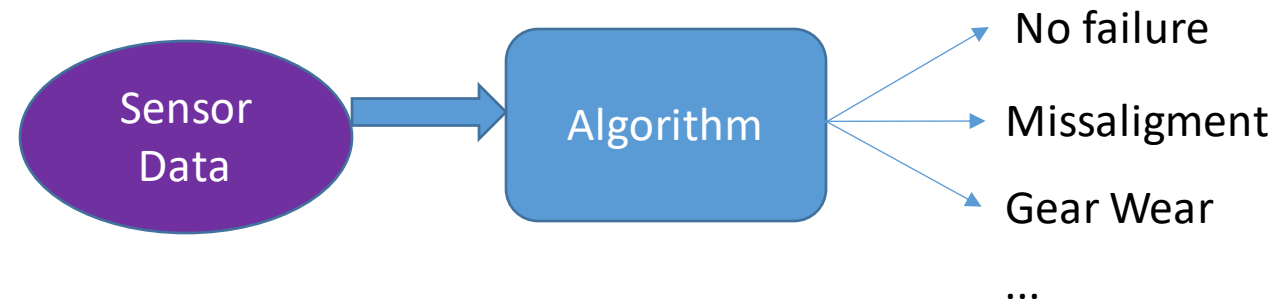 Sensor
Data
Algorithm
No failure
Missaligment
Gear Wear
...